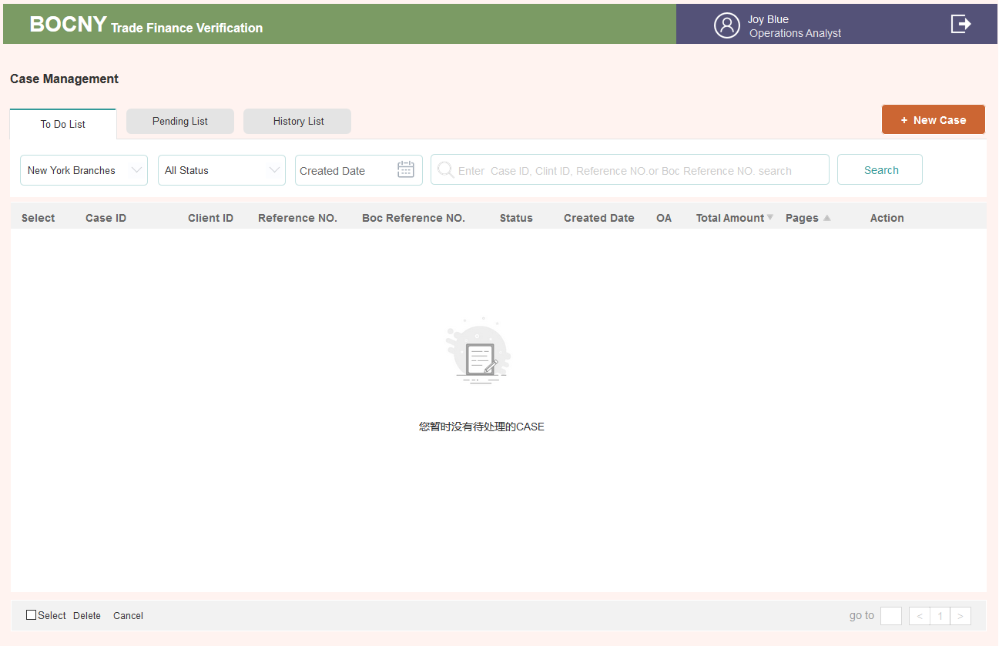 BOCNY Trade Finance Verification
Joy Blue
Operations Analyst
Case Management
To Do List
Pending List
History List
+ New Case
New York Branches
All Status
Created Date
Enter  Case ID, Clint ID, Reference NO.or Boc Reference NO. search
Search
Select Case ID Client ID Reference NO. Boc Reference NO. Status Created Date OA Total Amount Pages Action
您暂时没有待处理的CASE
Select Delete Cancel
go to < 1 >